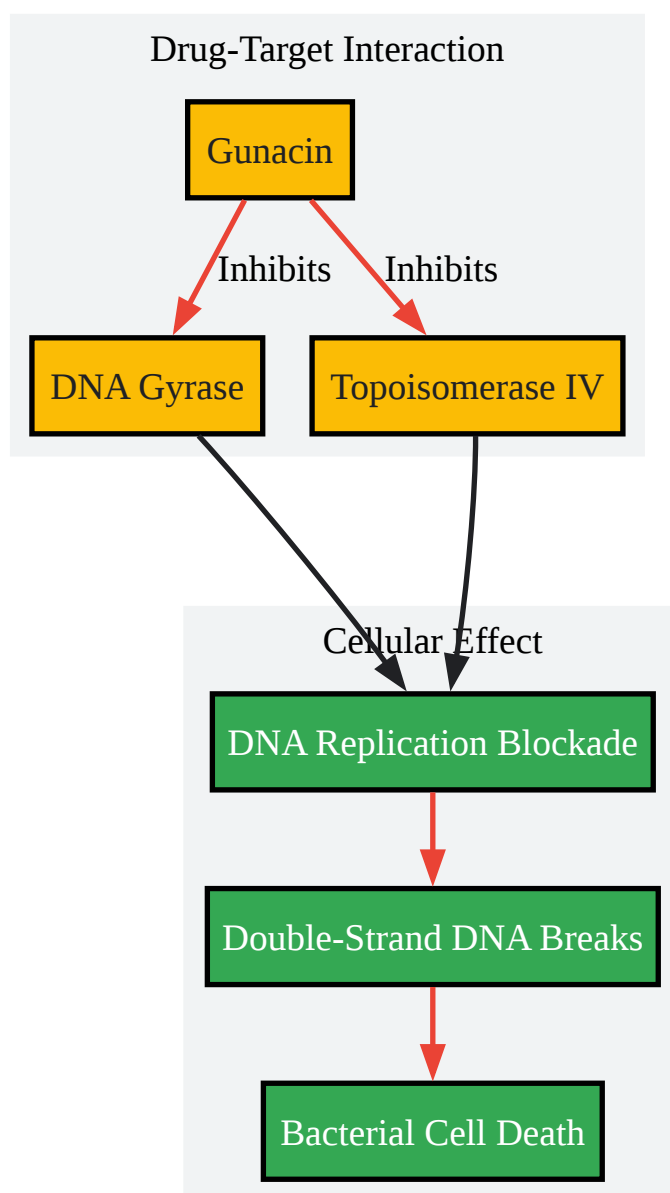 Drug-Target Interaction
Gunacin
Inhibits
Inhibits
DNA Gyrase
Topoisomerase IV
Cellular Effect
DNA Replication Blockade
Double-Strand DNA Breaks
Bacterial Cell Death